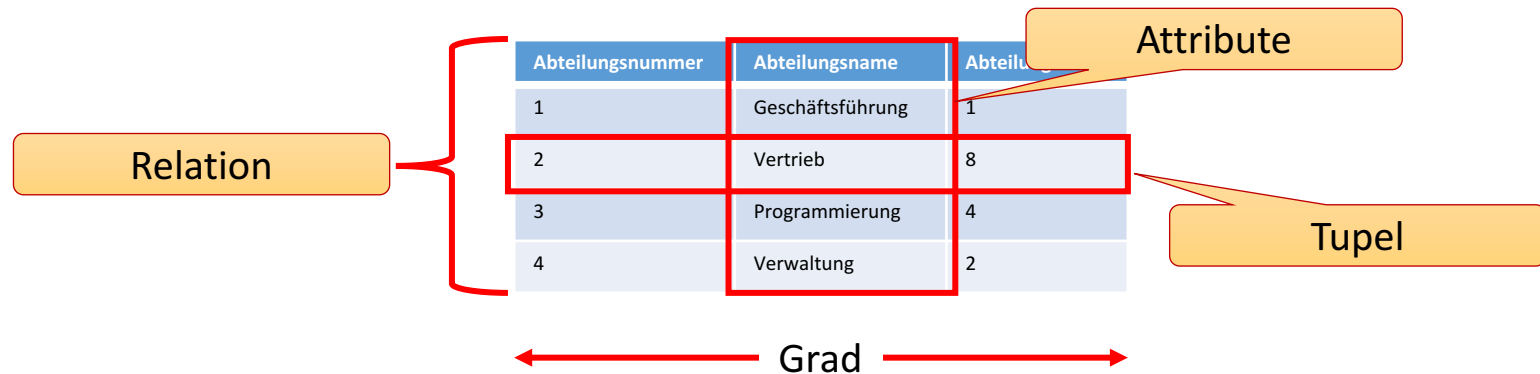 Attribute
Abteilungsnummer Abteilungsname
1 Geschäftsführung 1
Relation
2 Vertrieb 8
3 Programmierung 4
Tupel
4 Verwaltung 2
Grad